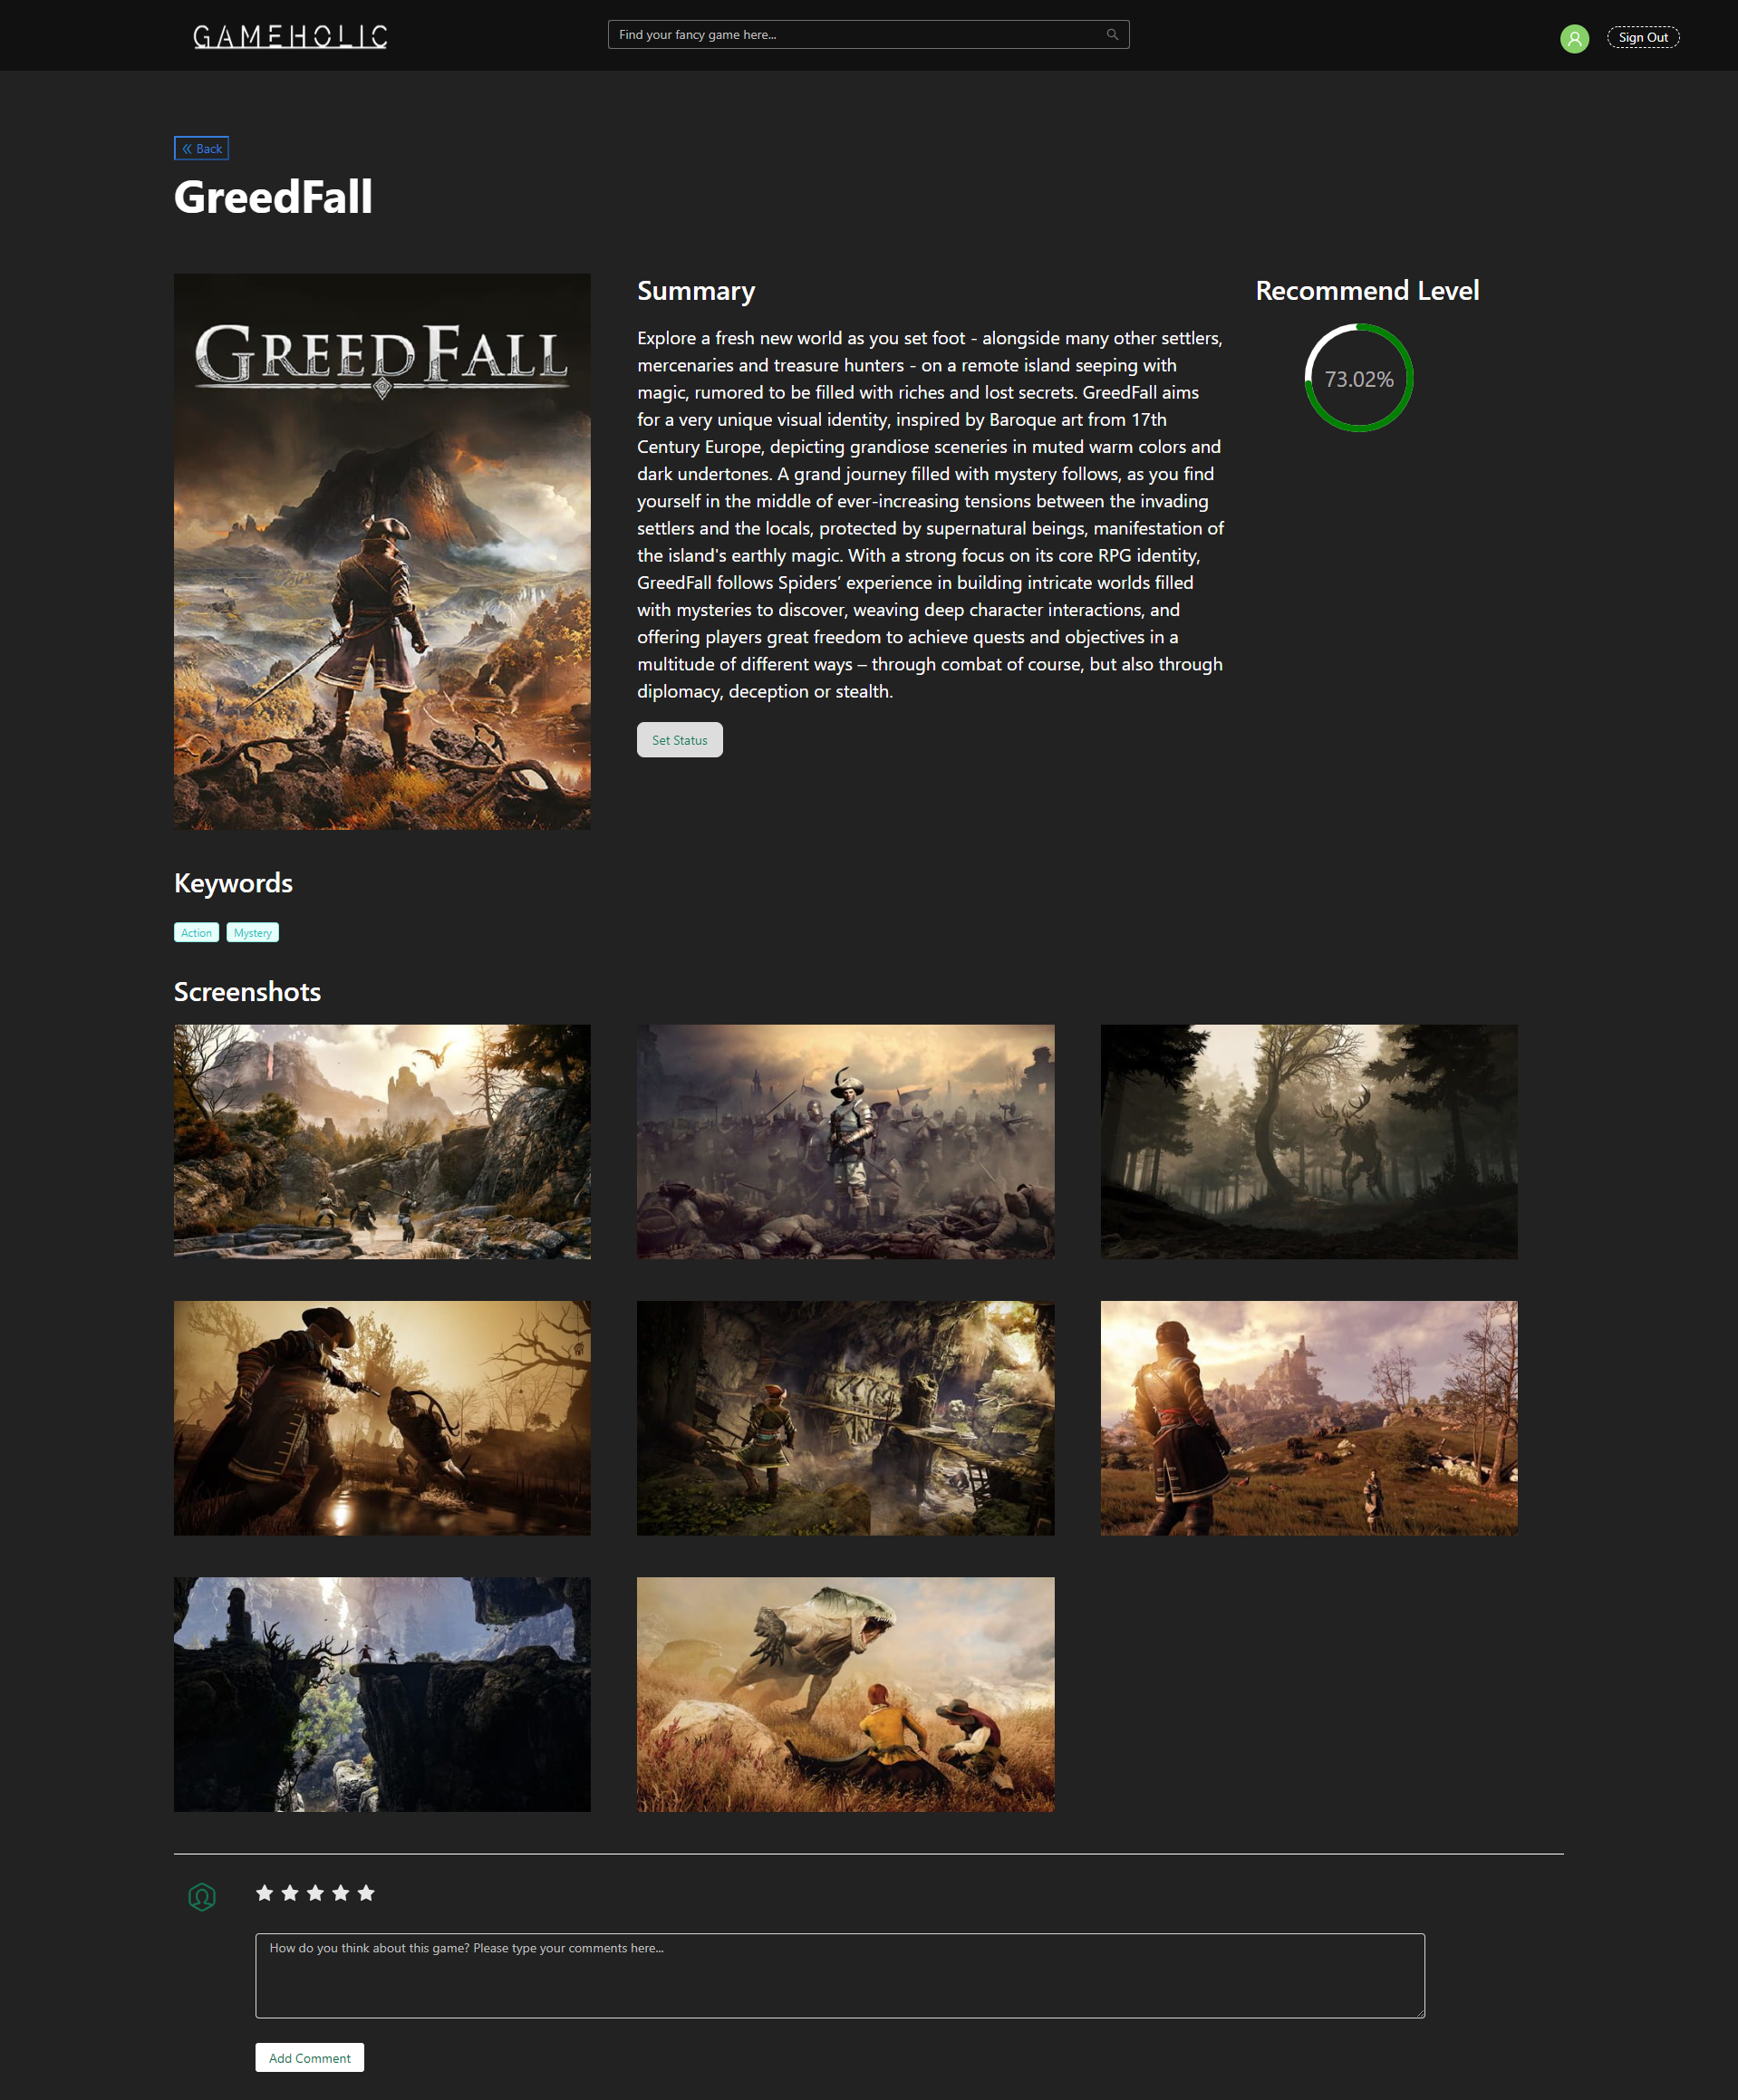 GAMEHOLIC
Find your fancy game here...
Sign Out
Back
GreedFall
GREEDFALL
Summary
Explore a fresh new world as you set foot - alongside many other settlers,
mercenaries and treasure hunters - on a remote island seeping with
magic, rumored to be filled with riches and lost secrets. GreedFall aims
for a very unique visual identity, inspired by Baroque art from 17th
Century Europe, depicting grandiose sceneries in muted warm colors and
dark undertones. A grand journey filled with mystery follows, as you find
yourself in the middle of ever-increasing tensions between the invading
settlers and the locals, protected by supernatural beings, manifestation of
the island's earthly magic. With a strong focus on its core RPG identity,
GreedFall follows Spiders’ experience in building intricate worlds filled
with mysteries to discover, weaving deep character interactions, and
offering players great freedom to achieve quests and objectives in a
multitude of different ways – through combat of course, but also through
diplomacy, deception or stealth.
Set Status
Recommend Level
73.02%
Keywords
Action Mystery
Screenshots
How do you think about this game? Please type your comments here...
Add Comment